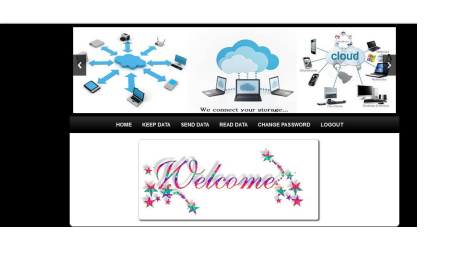 cloud
We connect your storage...
HOME KEEP DATA SEND DATA READ DATA CHANGE PASSWORD LOGOUT
Welcome